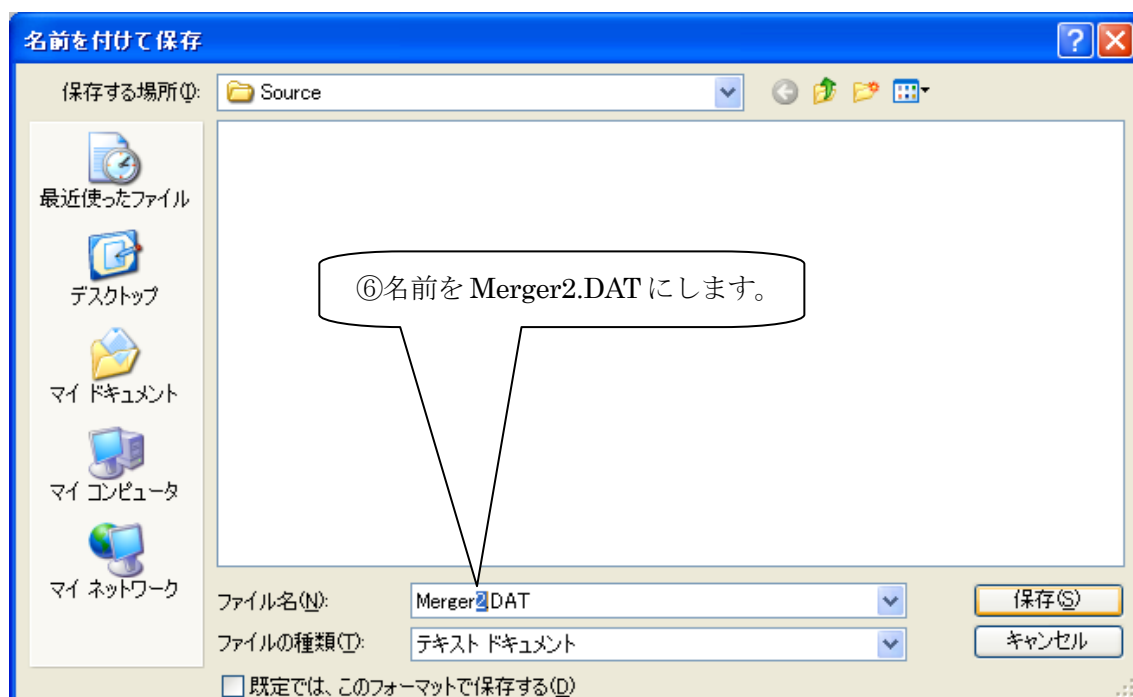 名前を付けて保存
保存する場所(I):
Source
最近使ったファイル
デスクトップ
マイ ドキュメント
マイ コンピュータ
マイ ネットワーク
⑥名前を Merger2.DAT にします。
ファイル名(N):
Merger2.DAT
保存(S)
ファイルの種類(T):
テキスト ドキュメント
キャンセル
既定では、このフォーマットで保存する(D)